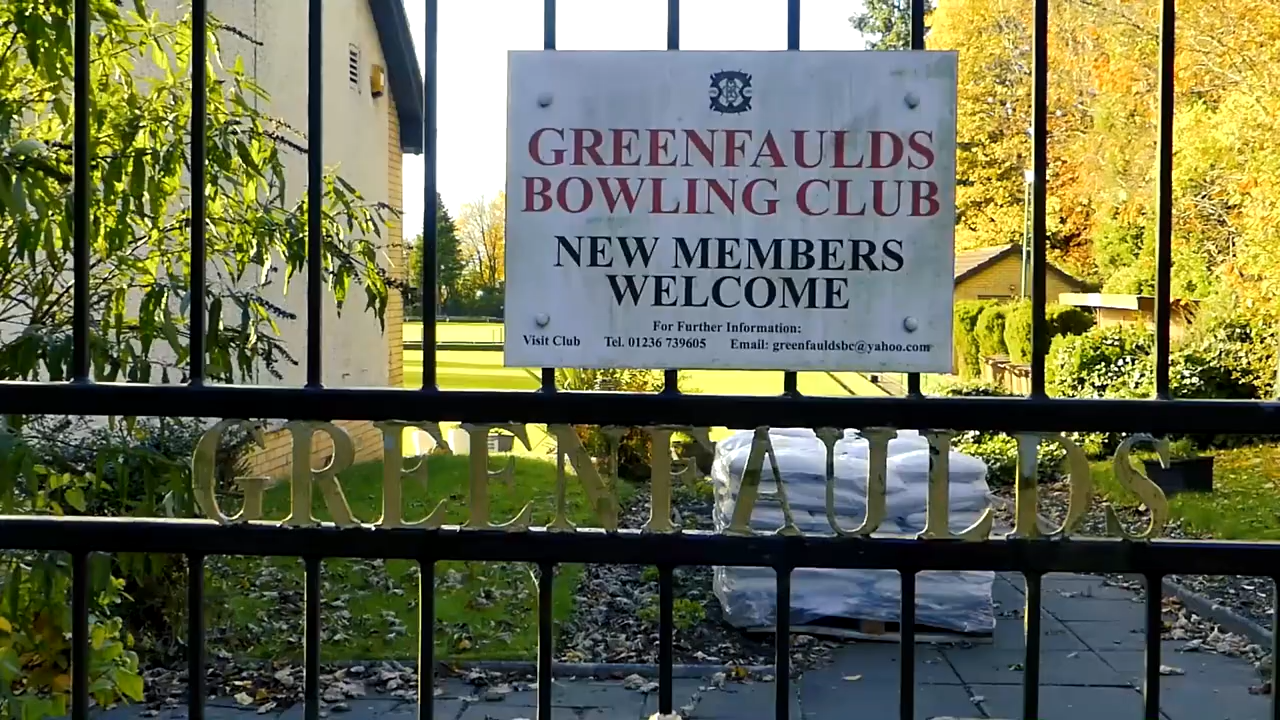 GREENFAULDS
BOWLING CLUB
NEW MEMBERS
WELCOME
For Further Information:
Visit Club Tel. 01236 739605 Email: greenfauldsbc@yahoo.com
GREENFAULDS